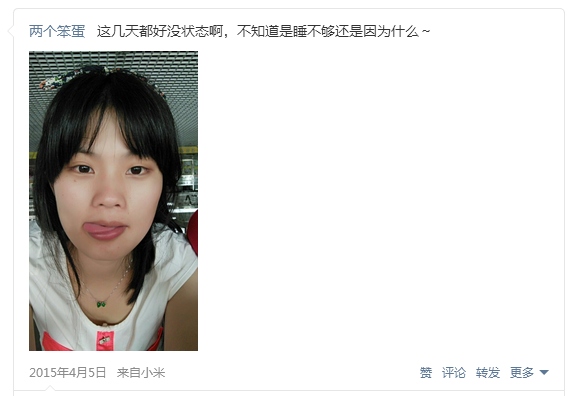 两个笨蛋 这几天都好没状态啊，不知道是睡不够还是因为什么～
2015年4月5日 来自小米 赞 评论 转发 更多